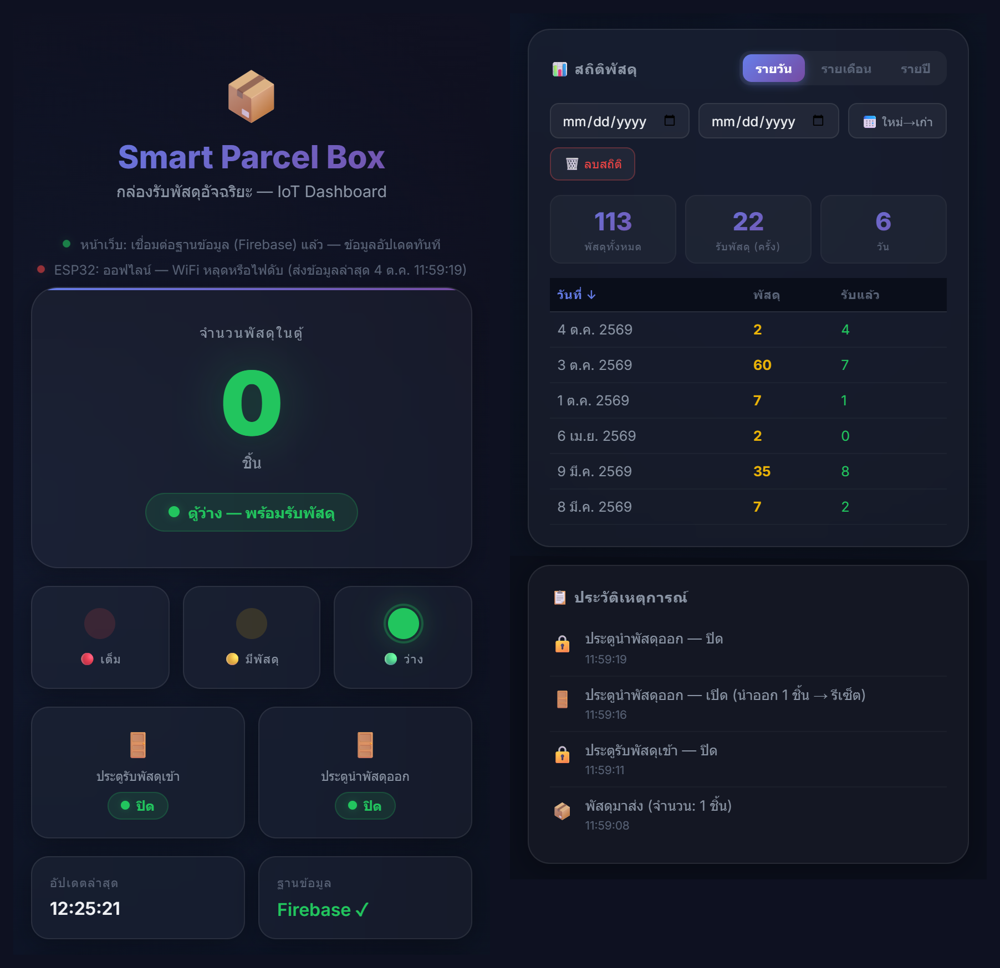 Smart Parcel Box
กล่องรับพัสดุอัจฉริยะ — IoT Dashboard
หน้าเว็บ: เชื่อมต่อฐานข้อมูล (Firebase) แล้ว — ข้อมูลอัปเดตทันที
ESP32: ออฟไลน์ — WiFi หลุดหรือไฟดับ (ส่งข้อมูลล่าสุด 4 ต.ค. 11:59:19)
จำนวนพัสดุในตู้
0
ชิ้น
ตู้ว่าง — พร้อมรับพัสดุ
เต็ม
มีพัสดุ
ว่าง
ประตูรับพัสดุเข้า
ปิด
ประตูนำพัสดุออก
ปิด
อัปเดตล่าสุด
12:25:21
ฐานข้อมูล
Firebase ✓
สถิติพัสดุ
รายวัน รายเดือน รายปี
mm/dd/yyyy mm/dd/yyyy ใหม่→เก่า
ลบสถิติ
113
พัสดุทั้งหมด
22
รับพัสดุ (ครั้ง)
6
วัน
วันที่ ↓ พัสดุ รับแล้ว
4 ต.ค. 2569 2 4
3 ต.ค. 2569 60 7
1 ต.ค. 2569 7 1
6 เม.ย. 2569 2 0
9 มี.ค. 2569 35 8
8 มี.ค. 2569 7 2
ประวัติเหตุการณ์
ประตูนำพัสดุออก — ปิด
11:59:19
ประตูนำพัสดุออก — เปิด (นำออก 1 ชิ้น → รีเซ็ต)
11:59:16
ประตูรับพัสดุเข้า — ปิด
11:59:11
พัสดุมาส่ง (จำนวน: 1 ชิ้น)
11:59:08